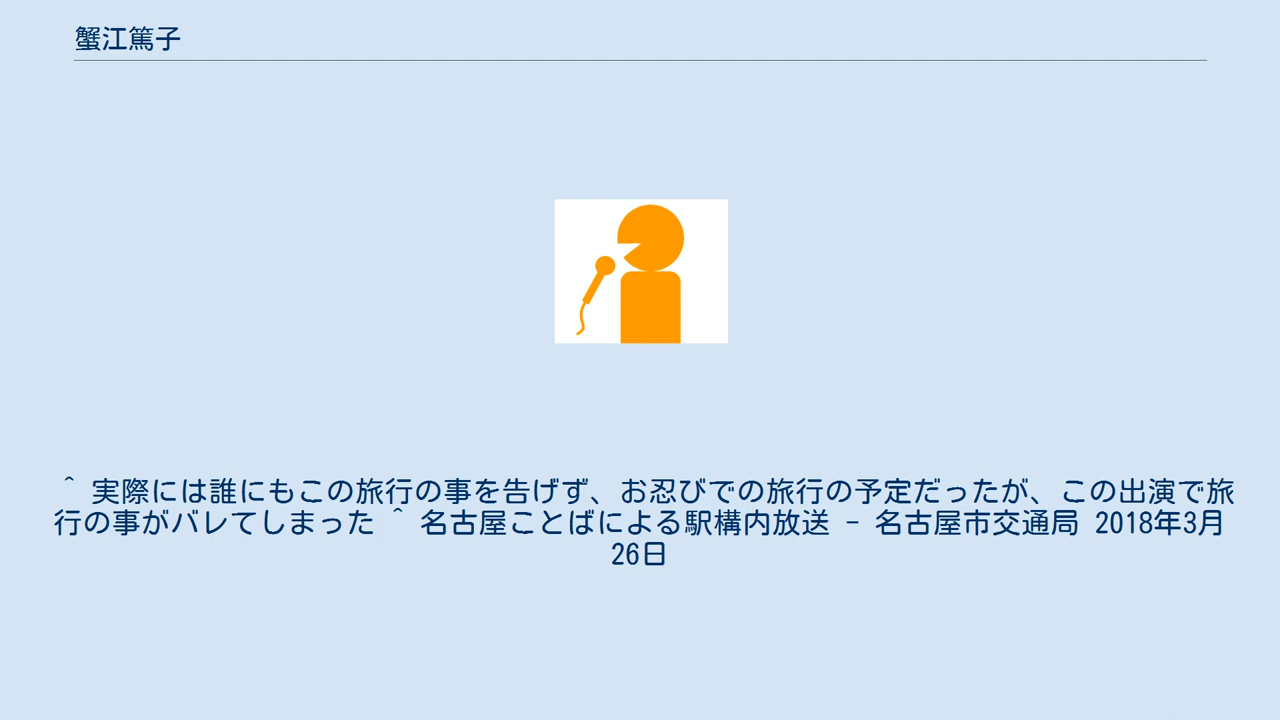 蟹江篤子
^ 実際には誰にもこの旅行の事を告げず、お忍びでの旅行の予定だったが、この出演で旅
行の事がバレてしまった ^ 名古屋ことばによる駅構内放送 - 名古屋市交通局 2018年3月
26日